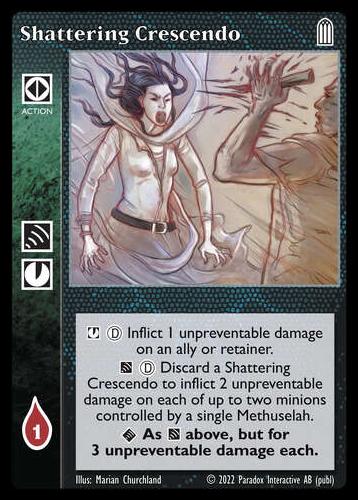 Shattering Crescendo
ACTION
Ⓓ Inflict 1 unpreventable damage
on an ally or retainer.
Ⓓ Discard a Shattering
Crescendo to inflict 2 unpreventable
damage on each of up to two minions
controlled by a single Methuselah.
As above, but for
3 unpreventable damage each.
1
Illus: Marian Churchland
© 2022 Paradox Interactive AB (publ)